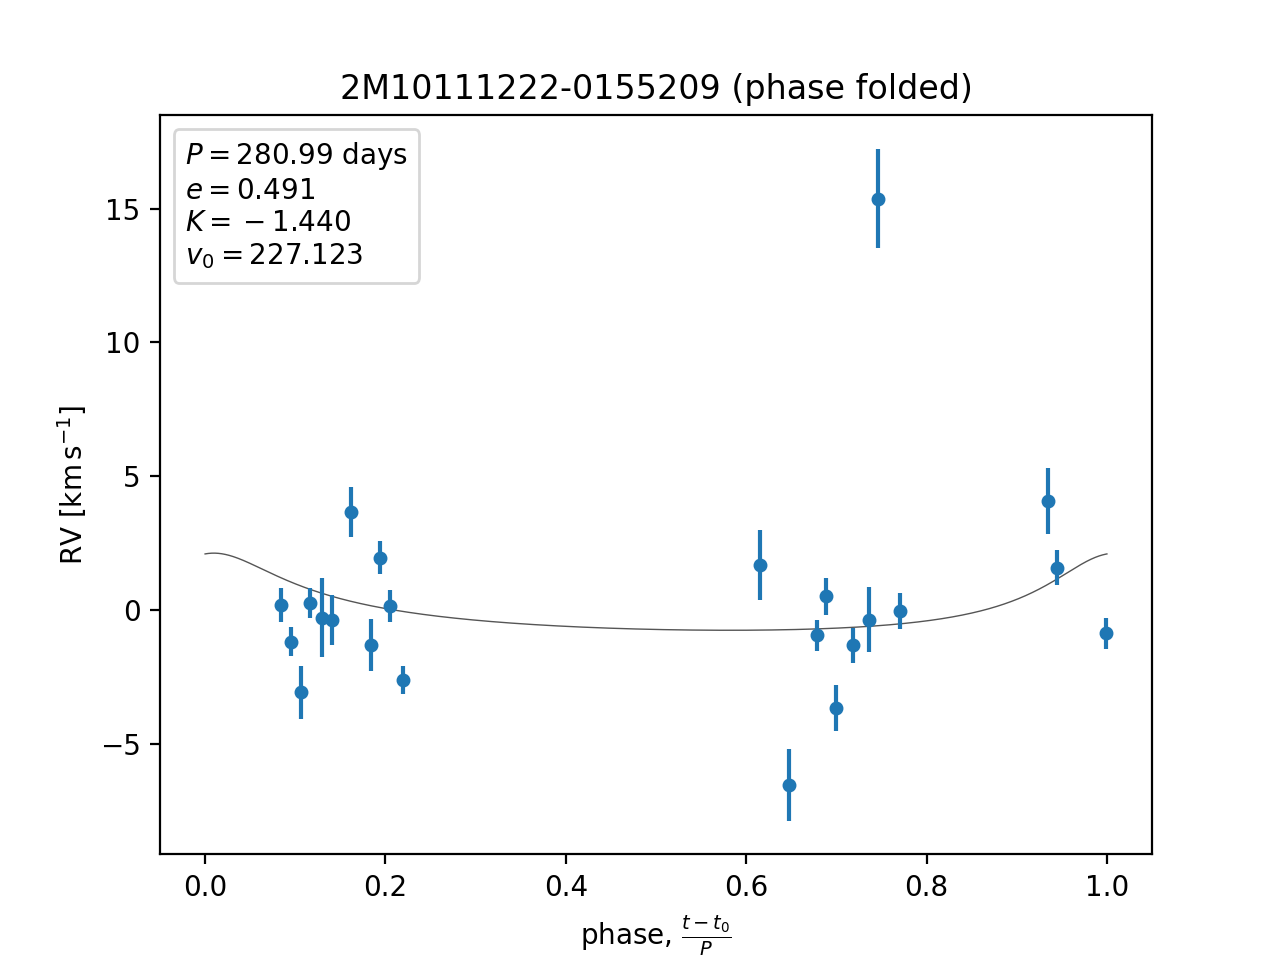 2M10111222-0155209 (phase folded)
P = 280.99 days
e = 0.491
K = −1.440
v₀ = 227.123
15
10
5
0
−5
RV [km s⁻¹]
0.0 0.2 0.4 0.6 0.8 1.0
phase, (t − t₀)/P